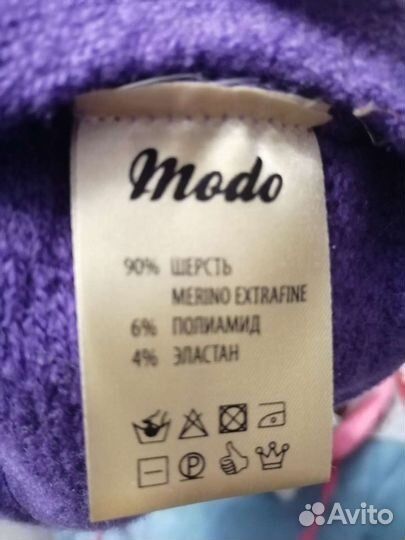 modo
90% ШЕРСТЬ
MERINO EXTRAFINE
6% ПОЛИАМИД
4% ЭЛАСТАН
P
Avito